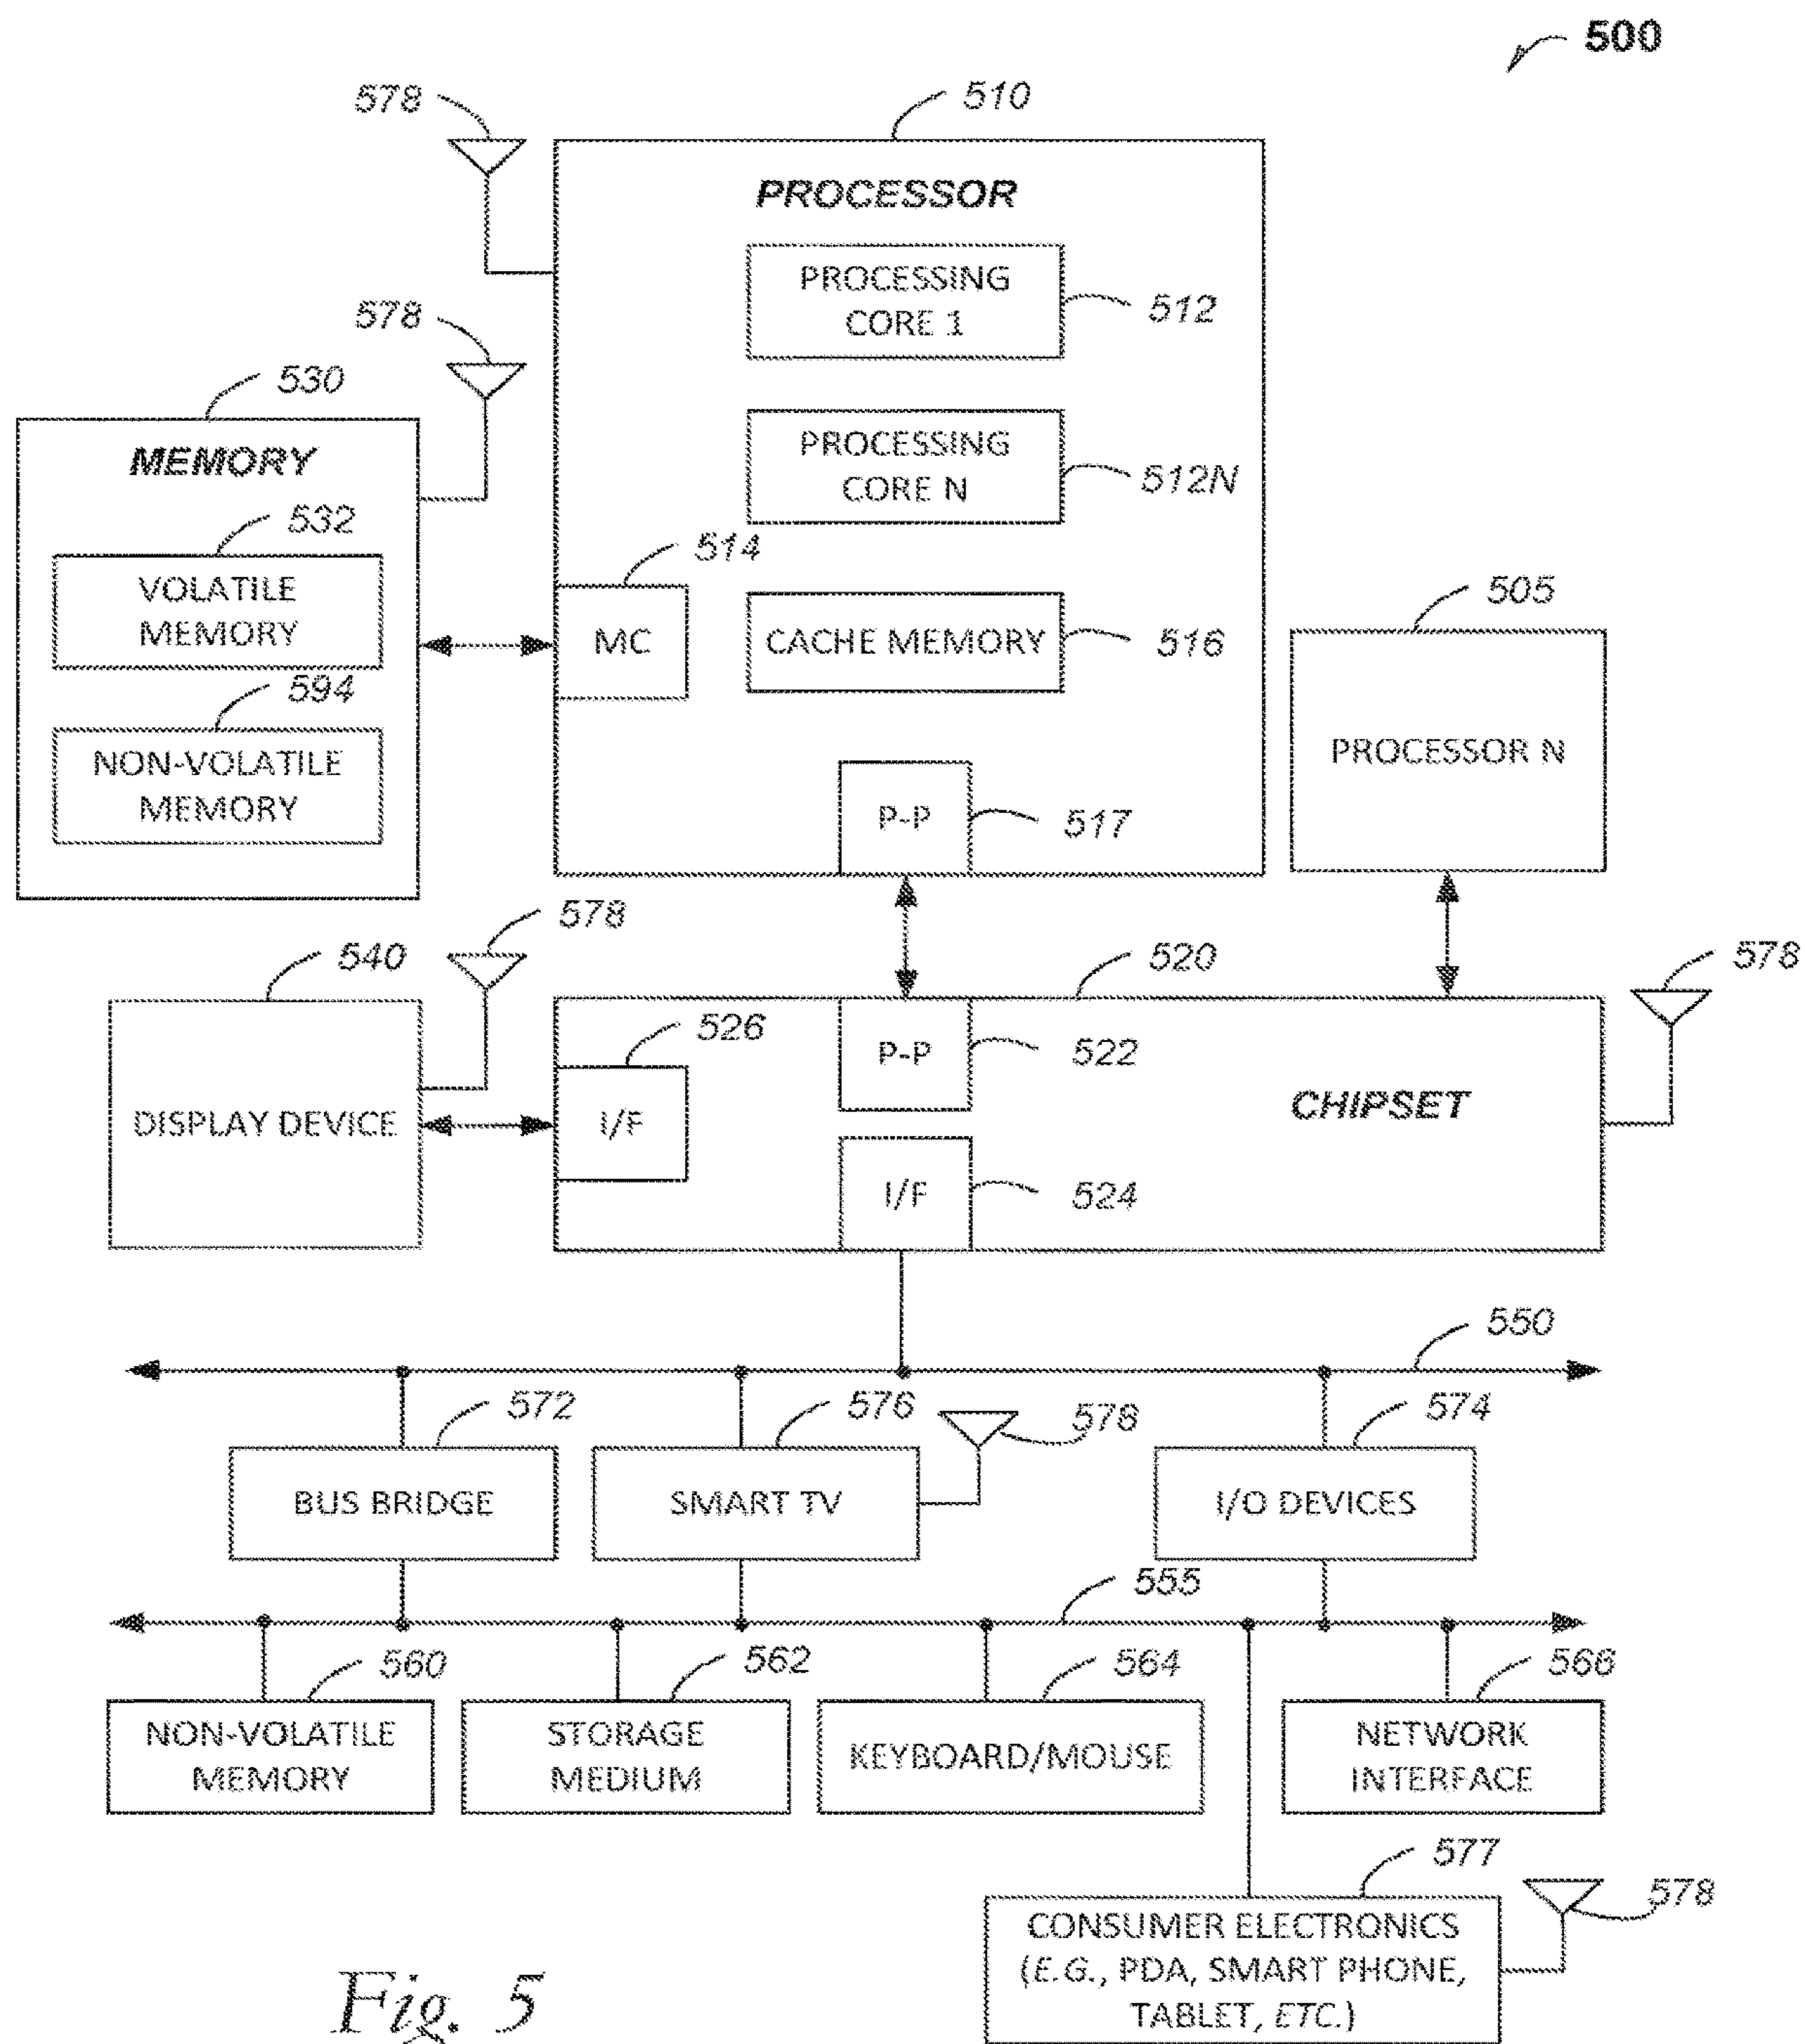 500
578
510
PROCESSOR
PROCESSING
CORE 1
512
578
530
MEMORY
PROCESSING
CORE N
512N
532
VOLATILE
MEMORY
514
MC
CACHE MEMORY
516
505
PROCESSOR N
594
NON-VOLATILE
MEMORY
P-P
517
578
540
DISPLAY DEVICE
520
578
526
I/F
P-P
522
CHIPSET
I/F
524
550
572
BUS BRIDGE
576
SMART TV
578
574
I/O DEVICES
555
560
NON-VOLATILE
MEMORY
562
STORAGE
MEDIUM
564
KEYBOARD/MOUSE
566
NETWORK
INTERFACE
577
CONSUMER ELECTRONICS
(E.G., PDA, SMART PHONE,
TABLET, ETC.)
578
Fig. 5